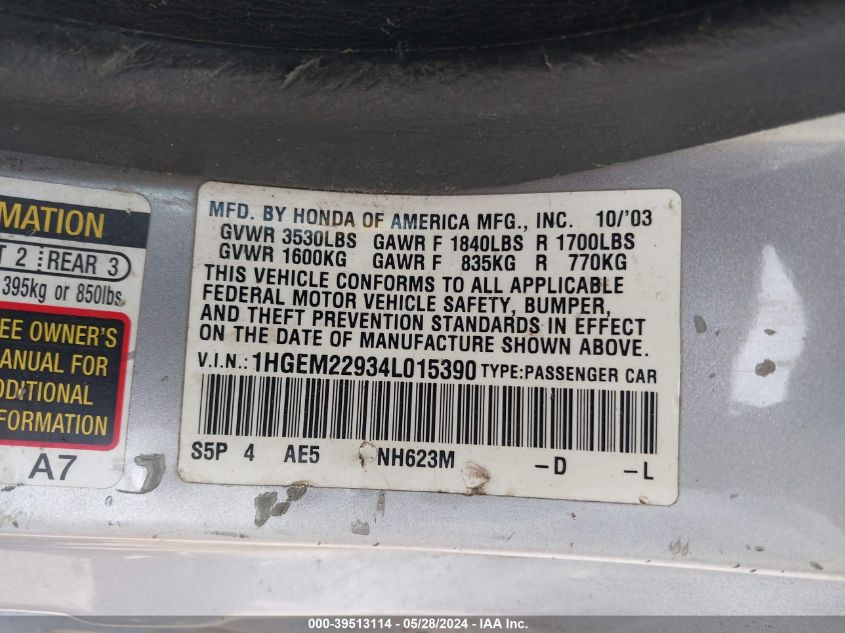 MATION
T 2 REAR 3
395kg or 850lbs
EE OWNER'S
MANUAL FOR
DDITIONAL
FORMATION
A7
MFD. BY HONDA OF AMERICA MFG., INC. 10/'03
GVWR 3530LBS GAWR F 1840LBS R 1700LBS
GVWR 1600KG GAWR F 835KG R 770KG
THIS VEHICLE CONFORMS TO ALL APPLICABLE
FEDERAL MOTOR VEHICLE SAFETY, BUMPER,
AND THEFT PREVENTION STANDARDS IN EFFECT
ON THE DATE OF MANUFACTURE SHOWN ABOVE.
V.I.N.: 1HGEM22934L015390 TYPE:PASSENGER CAR
S5P 4 AE5 NH623M -D -L
000-39513114 - 05/28/2024 - IAA Inc.